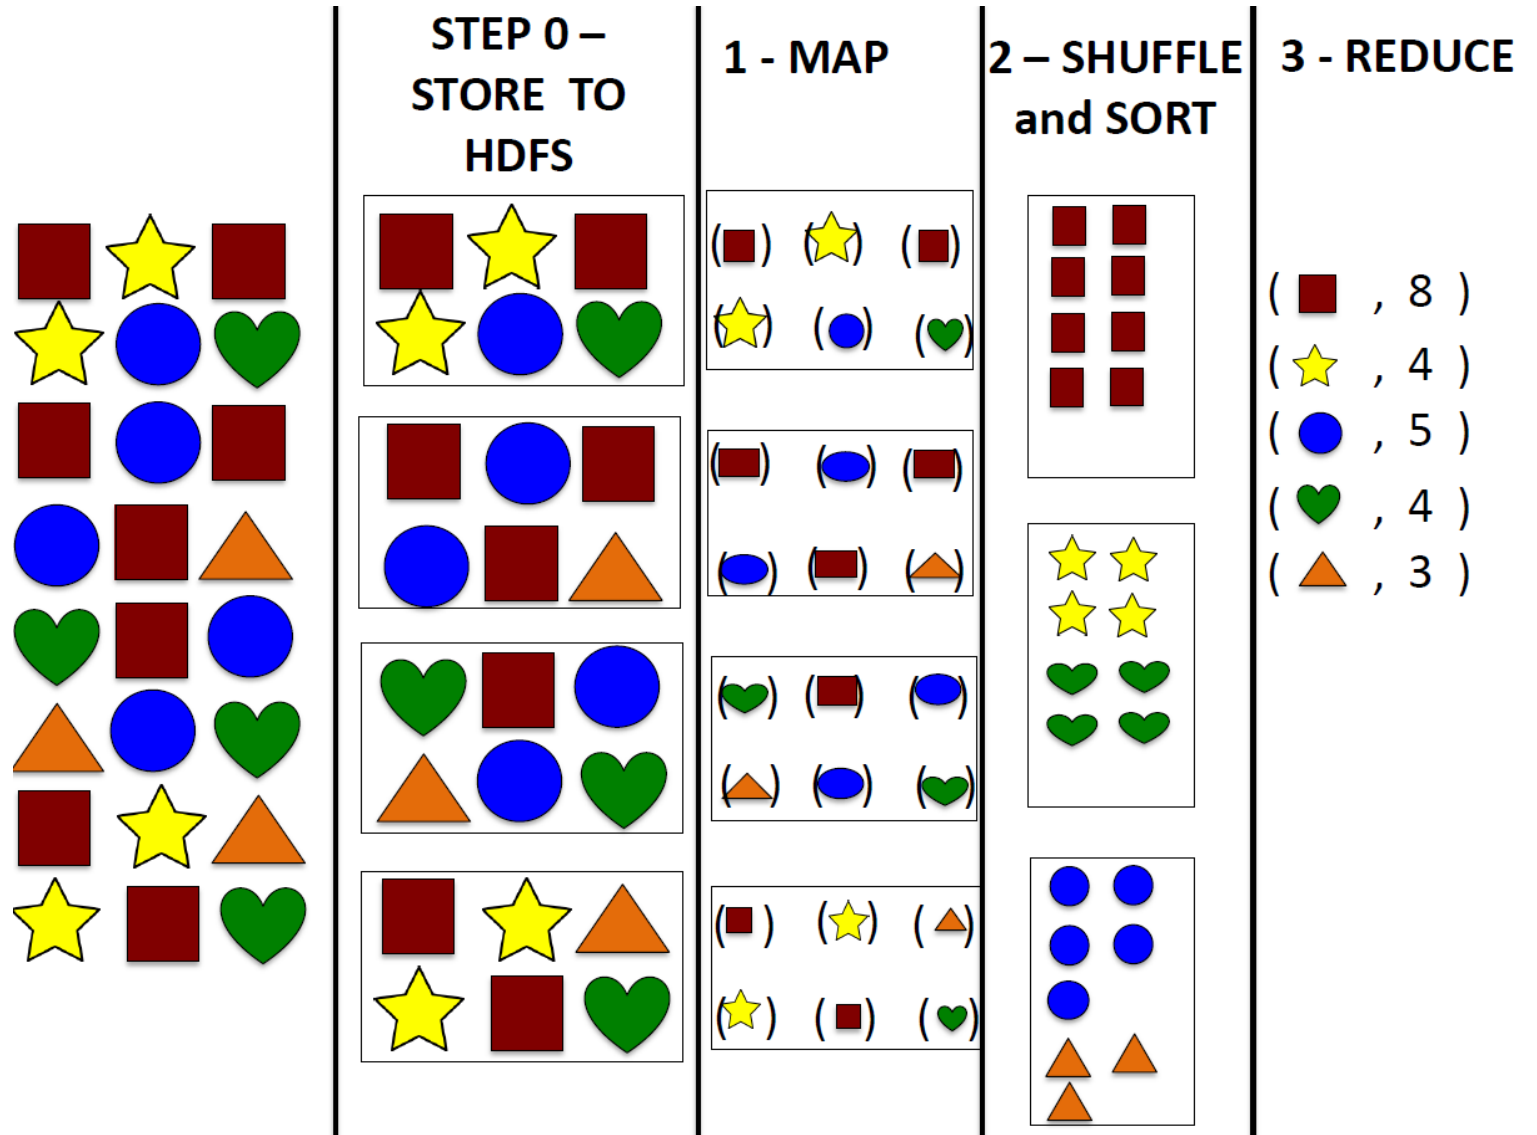 STEP 0 –
STORE TO
HDFS
1 - MAP
2 – SHUFFLE
and SORT
3 - REDUCE
( ) ( ) ( )
( ) ( ) ( )
( ) ( ) ( )
( ) ( ) ( )
( ) ( ) ( )
( ) ( ) ( )
( ) ( ) ( )
( ) ( ) ( )
( , 8 )
( , 4 )
( , 5 )
( , 4 )
( , 3 )